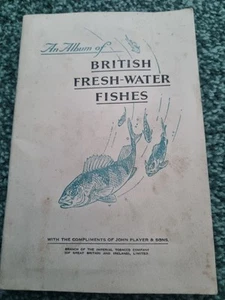 An Album of
BRITISH
FRESH-WATER
FISHES
WITH THE COMPLIMENTS OF JOHN PLAYER & SONS
BRANCH OF THE IMPERIAL TOBACCO COMPANY
(OF GREAT BRITAIN AND IRELAND), LIMITED.